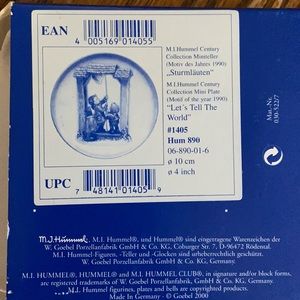 EAN
4 005169 014055
M.I.Hummel Century
Collection Miniteller
(Motiv des Jahres 1990)
„Sturmläuten"
M.I.Hummel Century
Collection Mini Plate
(Motif of the year 1990)
„Let's Tell The
World"
#1405
Hum 890
06-890-01-6
ø 10 cm
ø 4 inch
UPC
7 48141 01405 9
Mat.-Nr.
030-522/7
M.J.Hummel®, M.I. Hummel®, und Hummel® sind eingetragene Warenzeichen der
W. Goebel Porzellanfabrik GmbH & Co. KG, Coburger Str. 7, D-96472 Rödental.
M.I. Hummel-Figuren, -Teller und -Glocken sind urheberrechtlich geschützt.
W. Goebel Porzellanfabrik GmbH & Co. KG.
M.I. HUMMEL®, HUMMEL® and M.I. HUMMEL CLUB®, in signature and/or block forms,
are registered trademarks of W. Goebel Porzellanfabrik GmbH & Co. KG, Germany.
M.I. Hummel figurines, plates and bells are copyrighted products.
Made in Germany © Goebel 2000